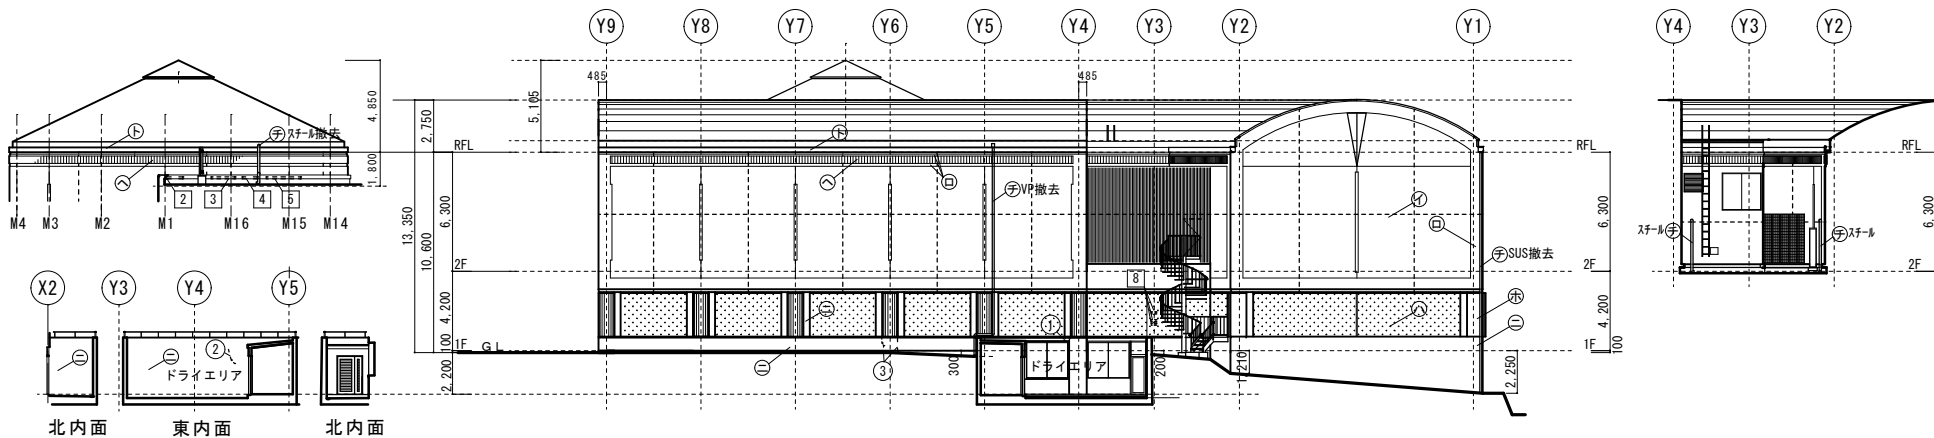 Y9 Y8 Y7 Y6 Y5 Y4 Y3 Y2 Y1
Y4 Y3 Y2
485 485
4,850
1,800
5,105
2,750
13,350
10,600
6,300
4,200
100
2,200
RFL
2F
1F GL
ト
チ スチール撤去
ヘ
2 3 4 5
M4 M3 M2 M1 M16 M15 M14
ト
ヘ
ロ
チ VP撤去
イ
ロ
チ SUS撤去
ホ
ニ
ハ
ニ
ニ
8
1
3
300
ドライエリア
200
1,210
2,250
RFL
2F
1F
6,300
4,200
100
スチール チ
チ スチール
RFL
2F
6,300
X2 Y3 Y4 Y5
ニ
ニ
2
ドライエリア
北内面 東内面 北内面